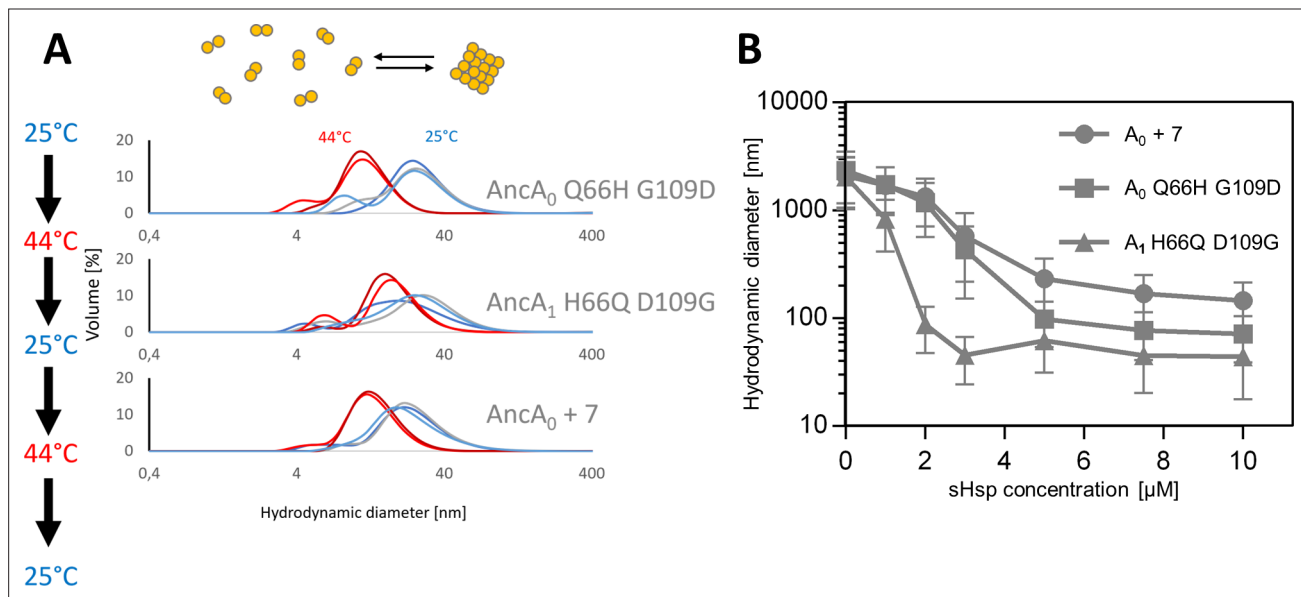 A
25°C
44°C
25°C
44°C
25°C
Volume [%]
20
10
0
44°C
25°C
AncA₀ Q66H G109D
0,4
4
40
400
20
10
0
AncA₁ H66Q D109G
0,4
4
40
400
20
10
0
AncA₀ + 7
0,4
4
40
400
Hydrodynamic diameter [nm]
B
Hydrodynamic diameter [nm]
10000
1000
100
10
A₀ + 7
A₀ Q66H G109D
A₁ H66Q D109G
0 2 4 6 8 10
sHsp concentration [µM]